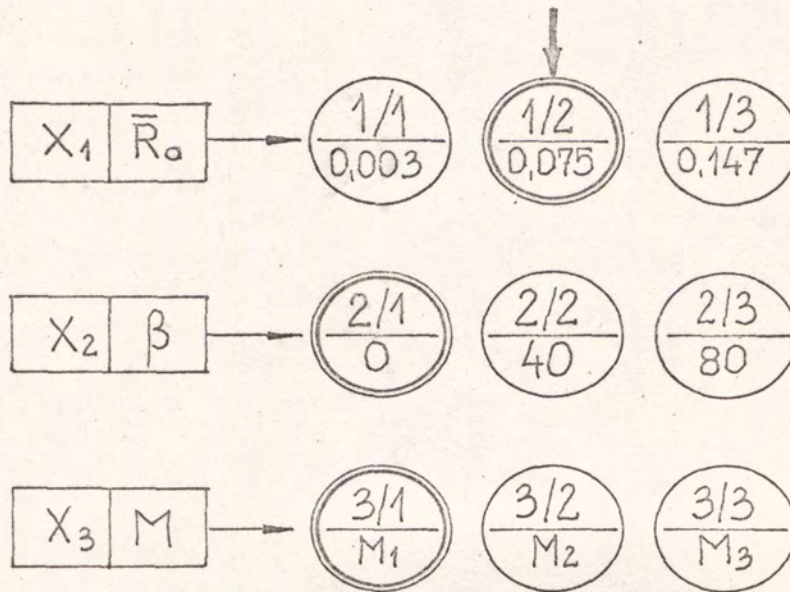 X₁ R̄ₐ 1/1 1/2 1/3
0,003 0,075 0,147
X₂ β 2/1 2/2 2/3
0 40 80
X₃ M 3/1 3/2 3/3
M₁ M₂ M₃